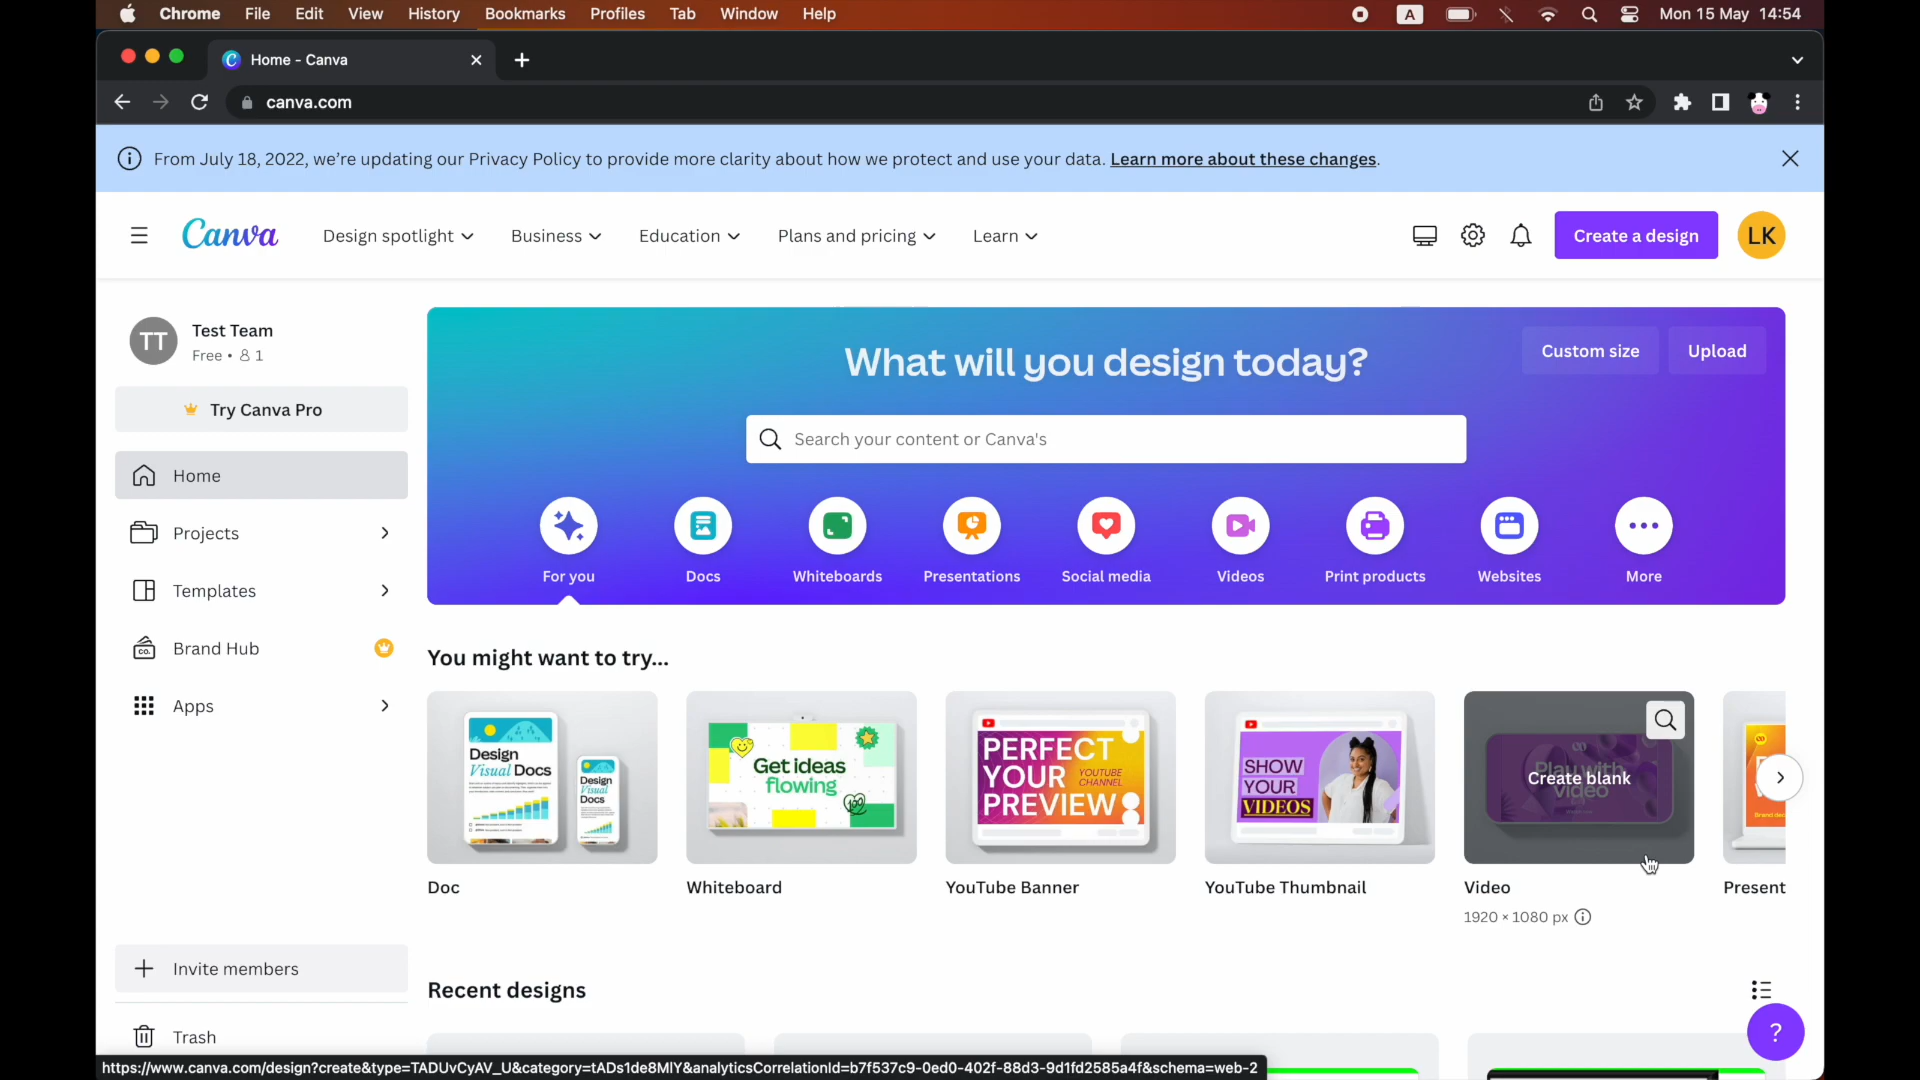 Chrome File Edit View History Bookmarks Profiles Tab Window Help
A Mon 15 May 14:54
Home - Canva
canva.com
From July 18, 2022, we're updating our Privacy Policy to provide more clarity about how we protect and use your data. Learn more about these changes.
Canva Design spotlight Business Education Plans and pricing Learn
Create a design LK
TT Test Team
Free • 1
Try Canva Pro
Home
Projects
Templates
Brand Hub
Apps
Invite members
Trash
What will you design today?
Custom size Upload
Search your content or Canva's
For you Docs Whiteboards Presentations Social media Videos Print products Websites More
You might want to try...
Design
Visual Docs
Design
Visual
Docs
Get ideas
flowing
100
PERFECT
YOUR YOUTUBE CHANNEL
PREVIEW
SHOW
YOUR
VIDEOS
Play with
video
Create blank
Doc Whiteboard YouTube Banner YouTube Thumbnail Video Present
1920 × 1080 px
Recent designs
?
https://www.canva.com/design?create&type=TADUvCyAV_U&category=tADs1de8MlY&analyticsCorrelationId=b7f537c9-0ed0-402f-88d3-9d1fd2585a4f&schema=web-2